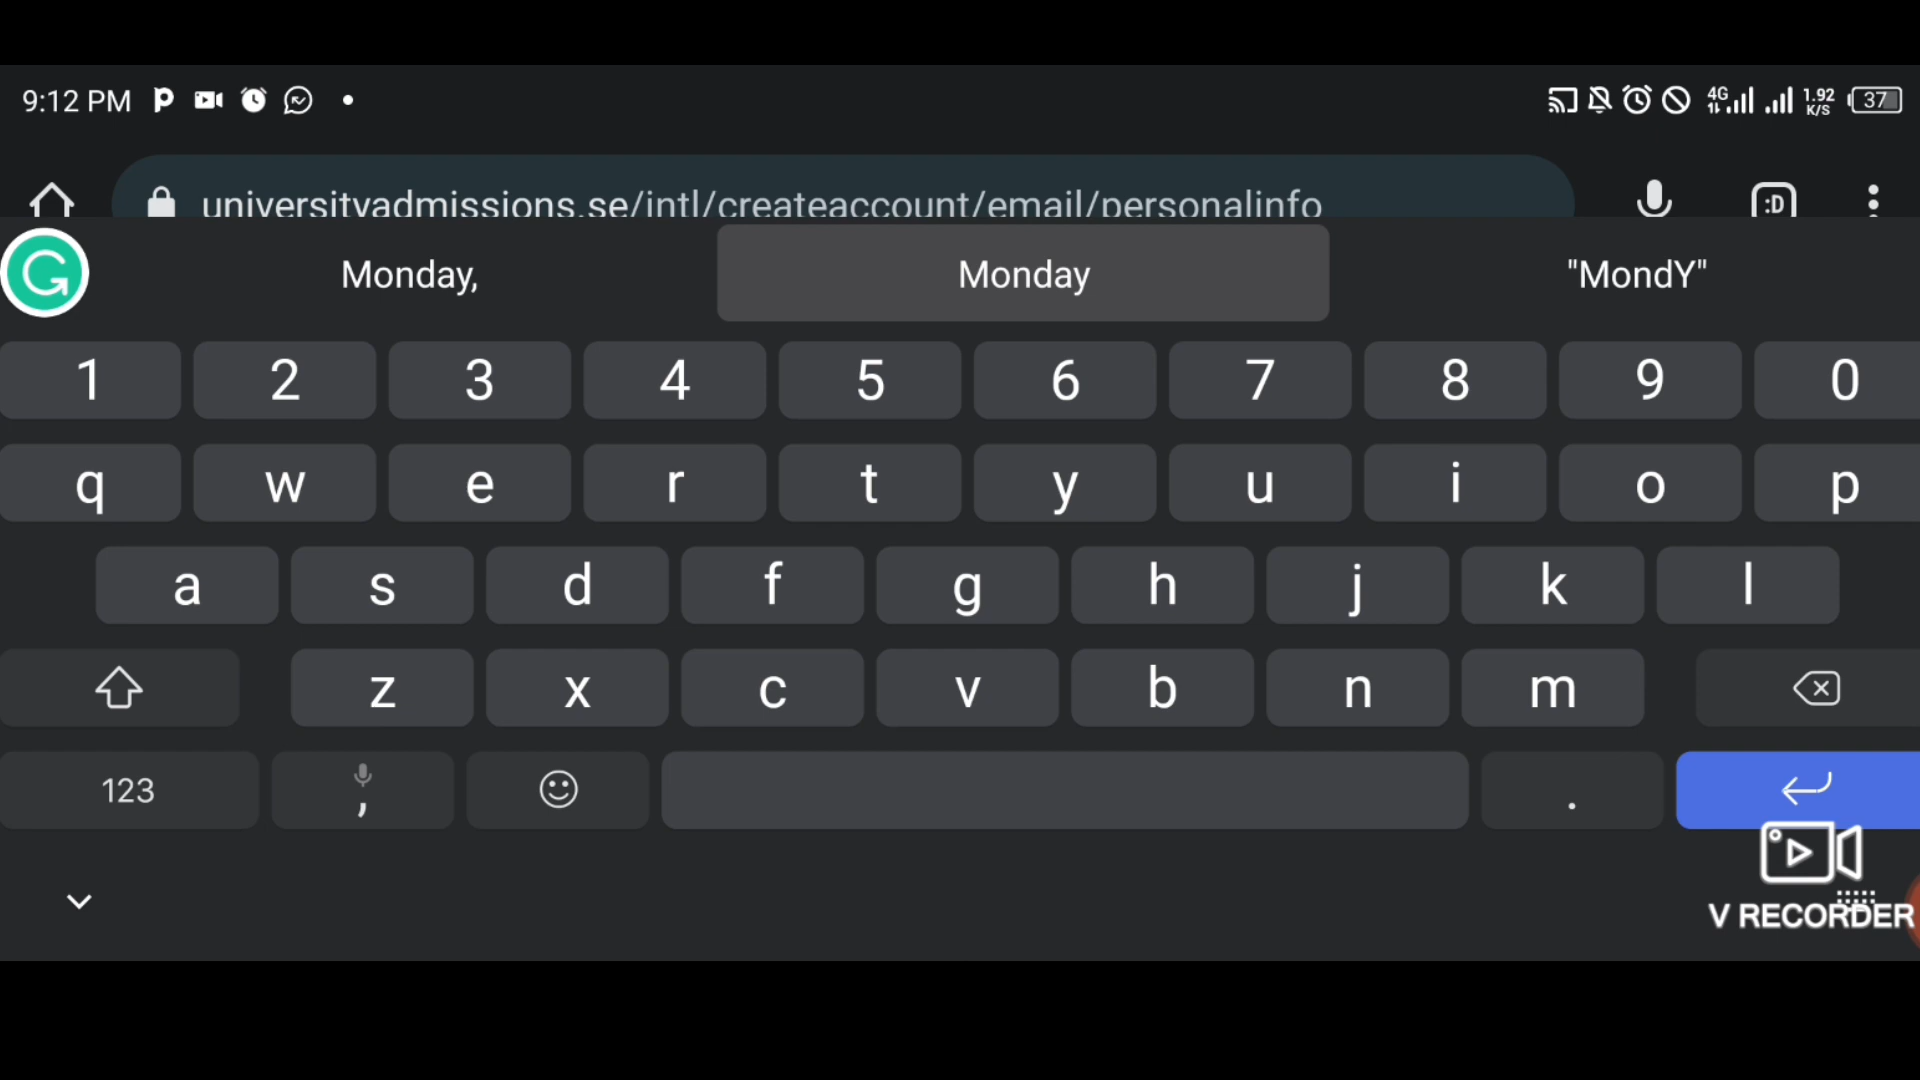 9:12 PM
4G
1.92
K/S
37
universityadmissions.se/intl/createaccount/email/personalinfo
:D
Monday,
Monday
"MondY"
1 2 3 4 5 6 7 8 9 0
q w e r t y u i o p
a s d f g h j k l
z x c v b n m
123
,
.
V RECORDER